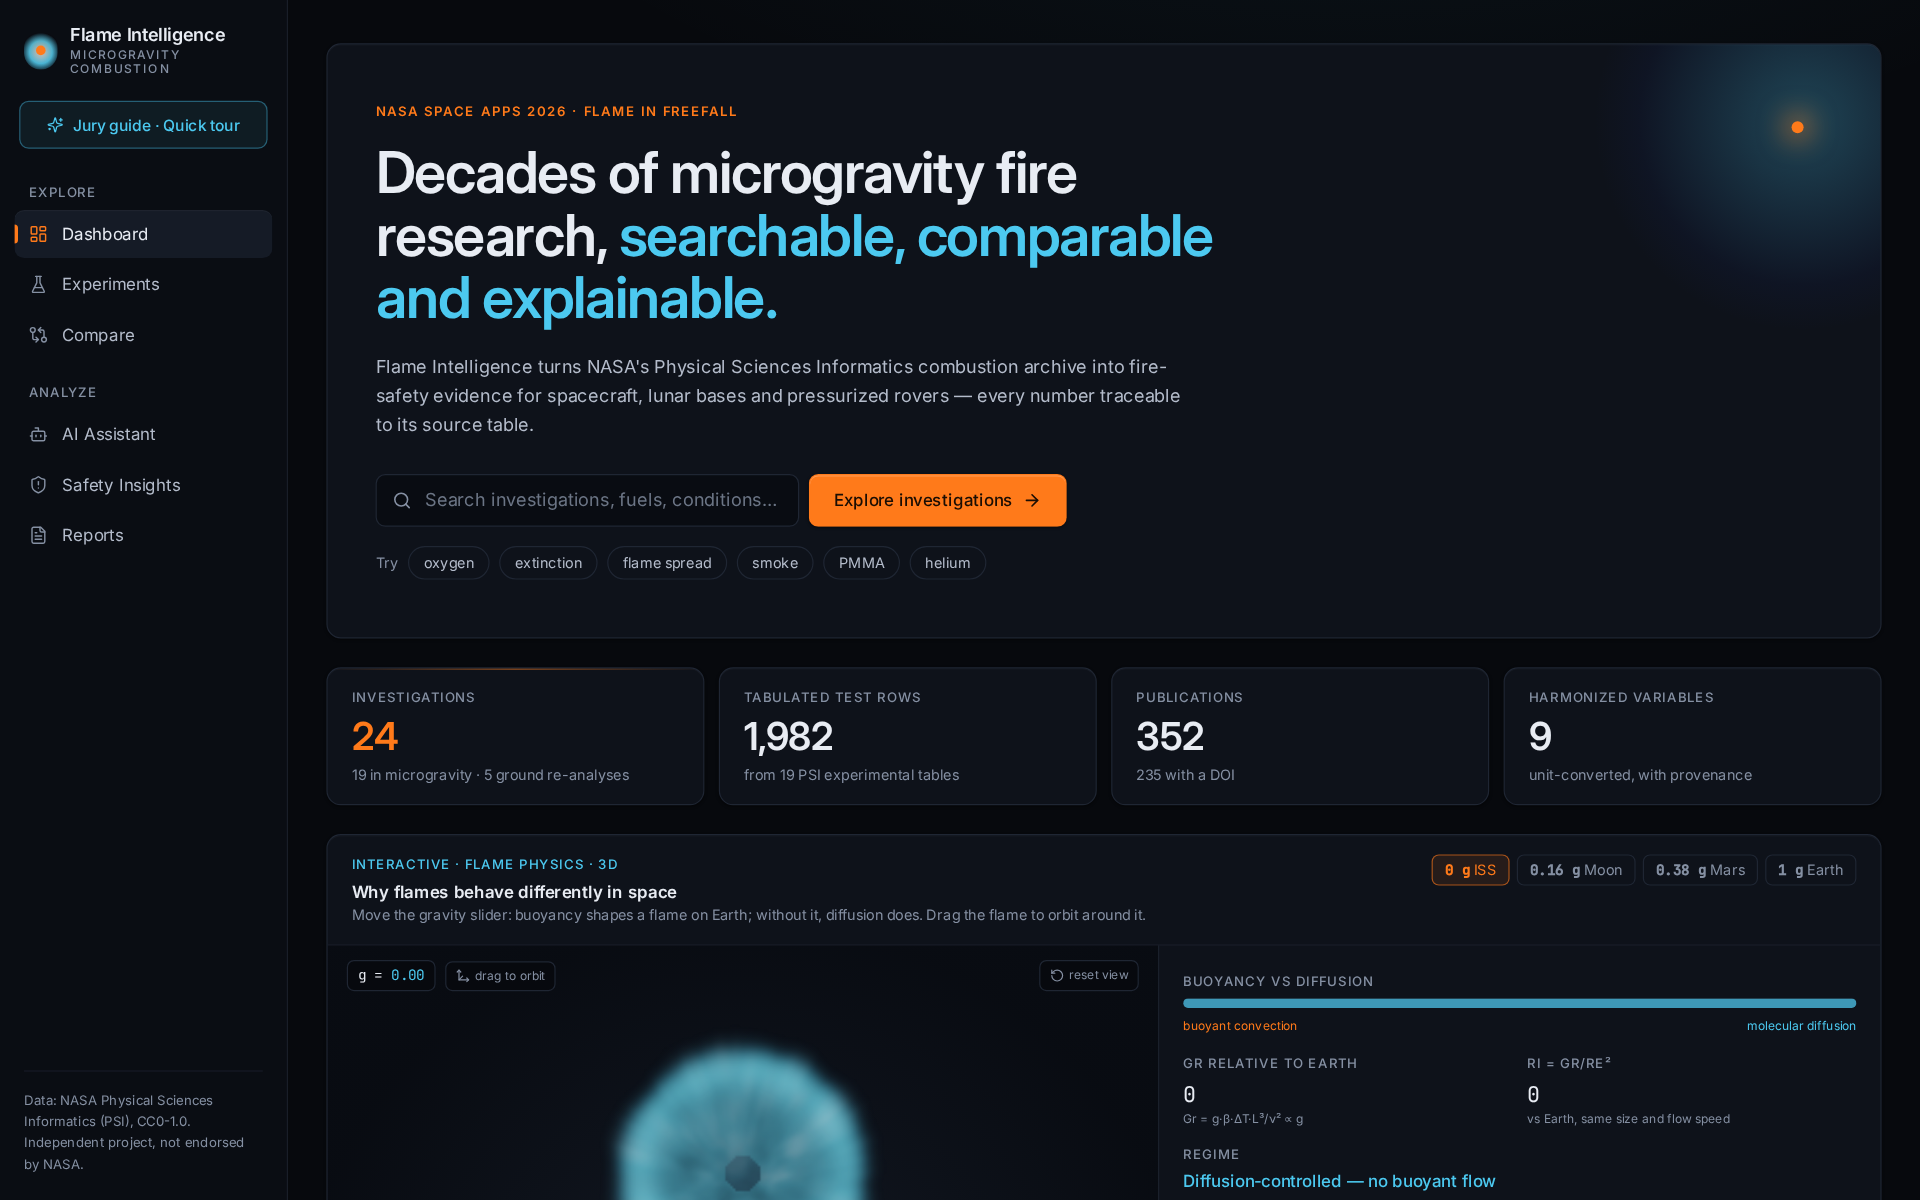 Flame Intelligence
MICROGRAVITY
COMBUSTION
Jury guide · Quick tour
EXPLORE
Dashboard
Experiments
Compare
ANALYZE
AI Assistant
Safety Insights
Reports
Data: NASA Physical Sciences
Informatics (PSI), CC0-1.0.
Independent project, not endorsed
by NASA.
NASA SPACE APPS 2026 · FLAME IN FREEFALL
Decades of microgravity fire
research, searchable, comparable
and explainable.
Flame Intelligence turns NASA's Physical Sciences Informatics combustion archive into fire-
safety evidence for spacecraft, lunar bases and pressurized rovers — every number traceable
to its source table.
Search investigations, fuels, conditions...
Explore investigations
Try oxygen extinction flame spread smoke PMMA helium
INVESTIGATIONS
24
19 in microgravity · 5 ground re-analyses
TABULATED TEST ROWS
1,982
from 19 PSI experimental tables
PUBLICATIONS
352
235 with a DOI
HARMONIZED VARIABLES
9
unit-converted, with provenance
INTERACTIVE · FLAME PHYSICS · 3D
Why flames behave differently in space
Move the gravity slider: buoyancy shapes a flame on Earth; without it, diffusion does. Drag the flame to orbit around it.
0 g ISS 0.16 g Moon 0.38 g Mars 1 g Earth
g = 0.00 drag to orbit reset view
BUOYANCY VS DIFFUSION
buoyant convection molecular diffusion
GR RELATIVE TO EARTH
0
Gr = g·β·ΔT·L³/ν² ∝ g
RI = GR/RE²
0
vs Earth, same size and flow speed
REGIME
Diffusion-controlled — no buoyant flow